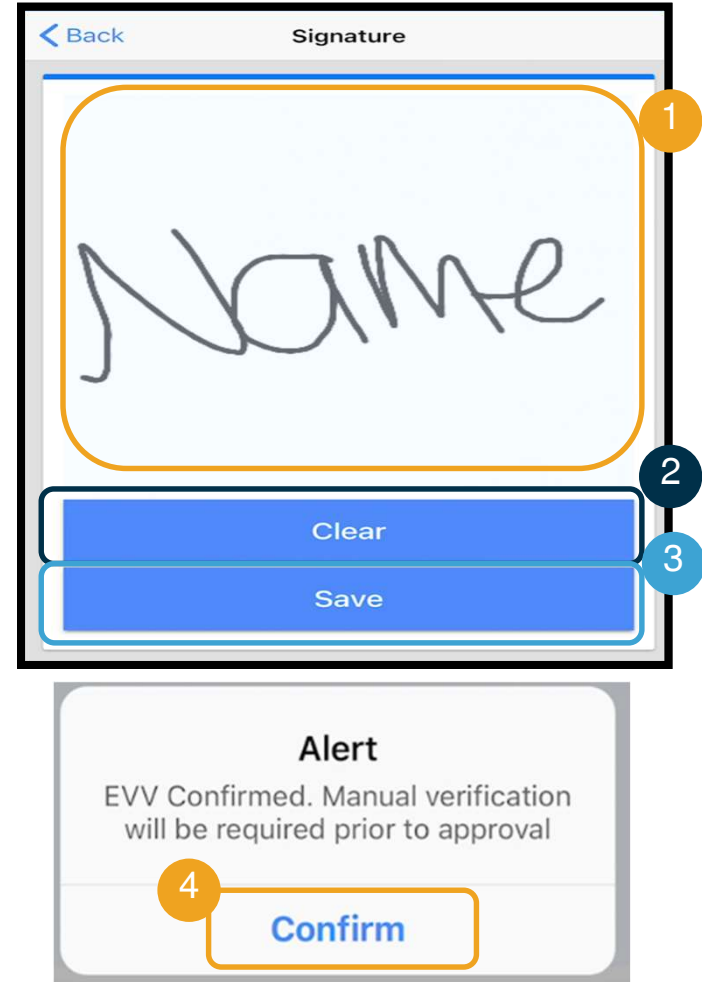 Back
Signature
1
Name
2
Clear
3
Save
Alert
EVV Confirmed. Manual verification
will be required prior to approval
4
Confirm